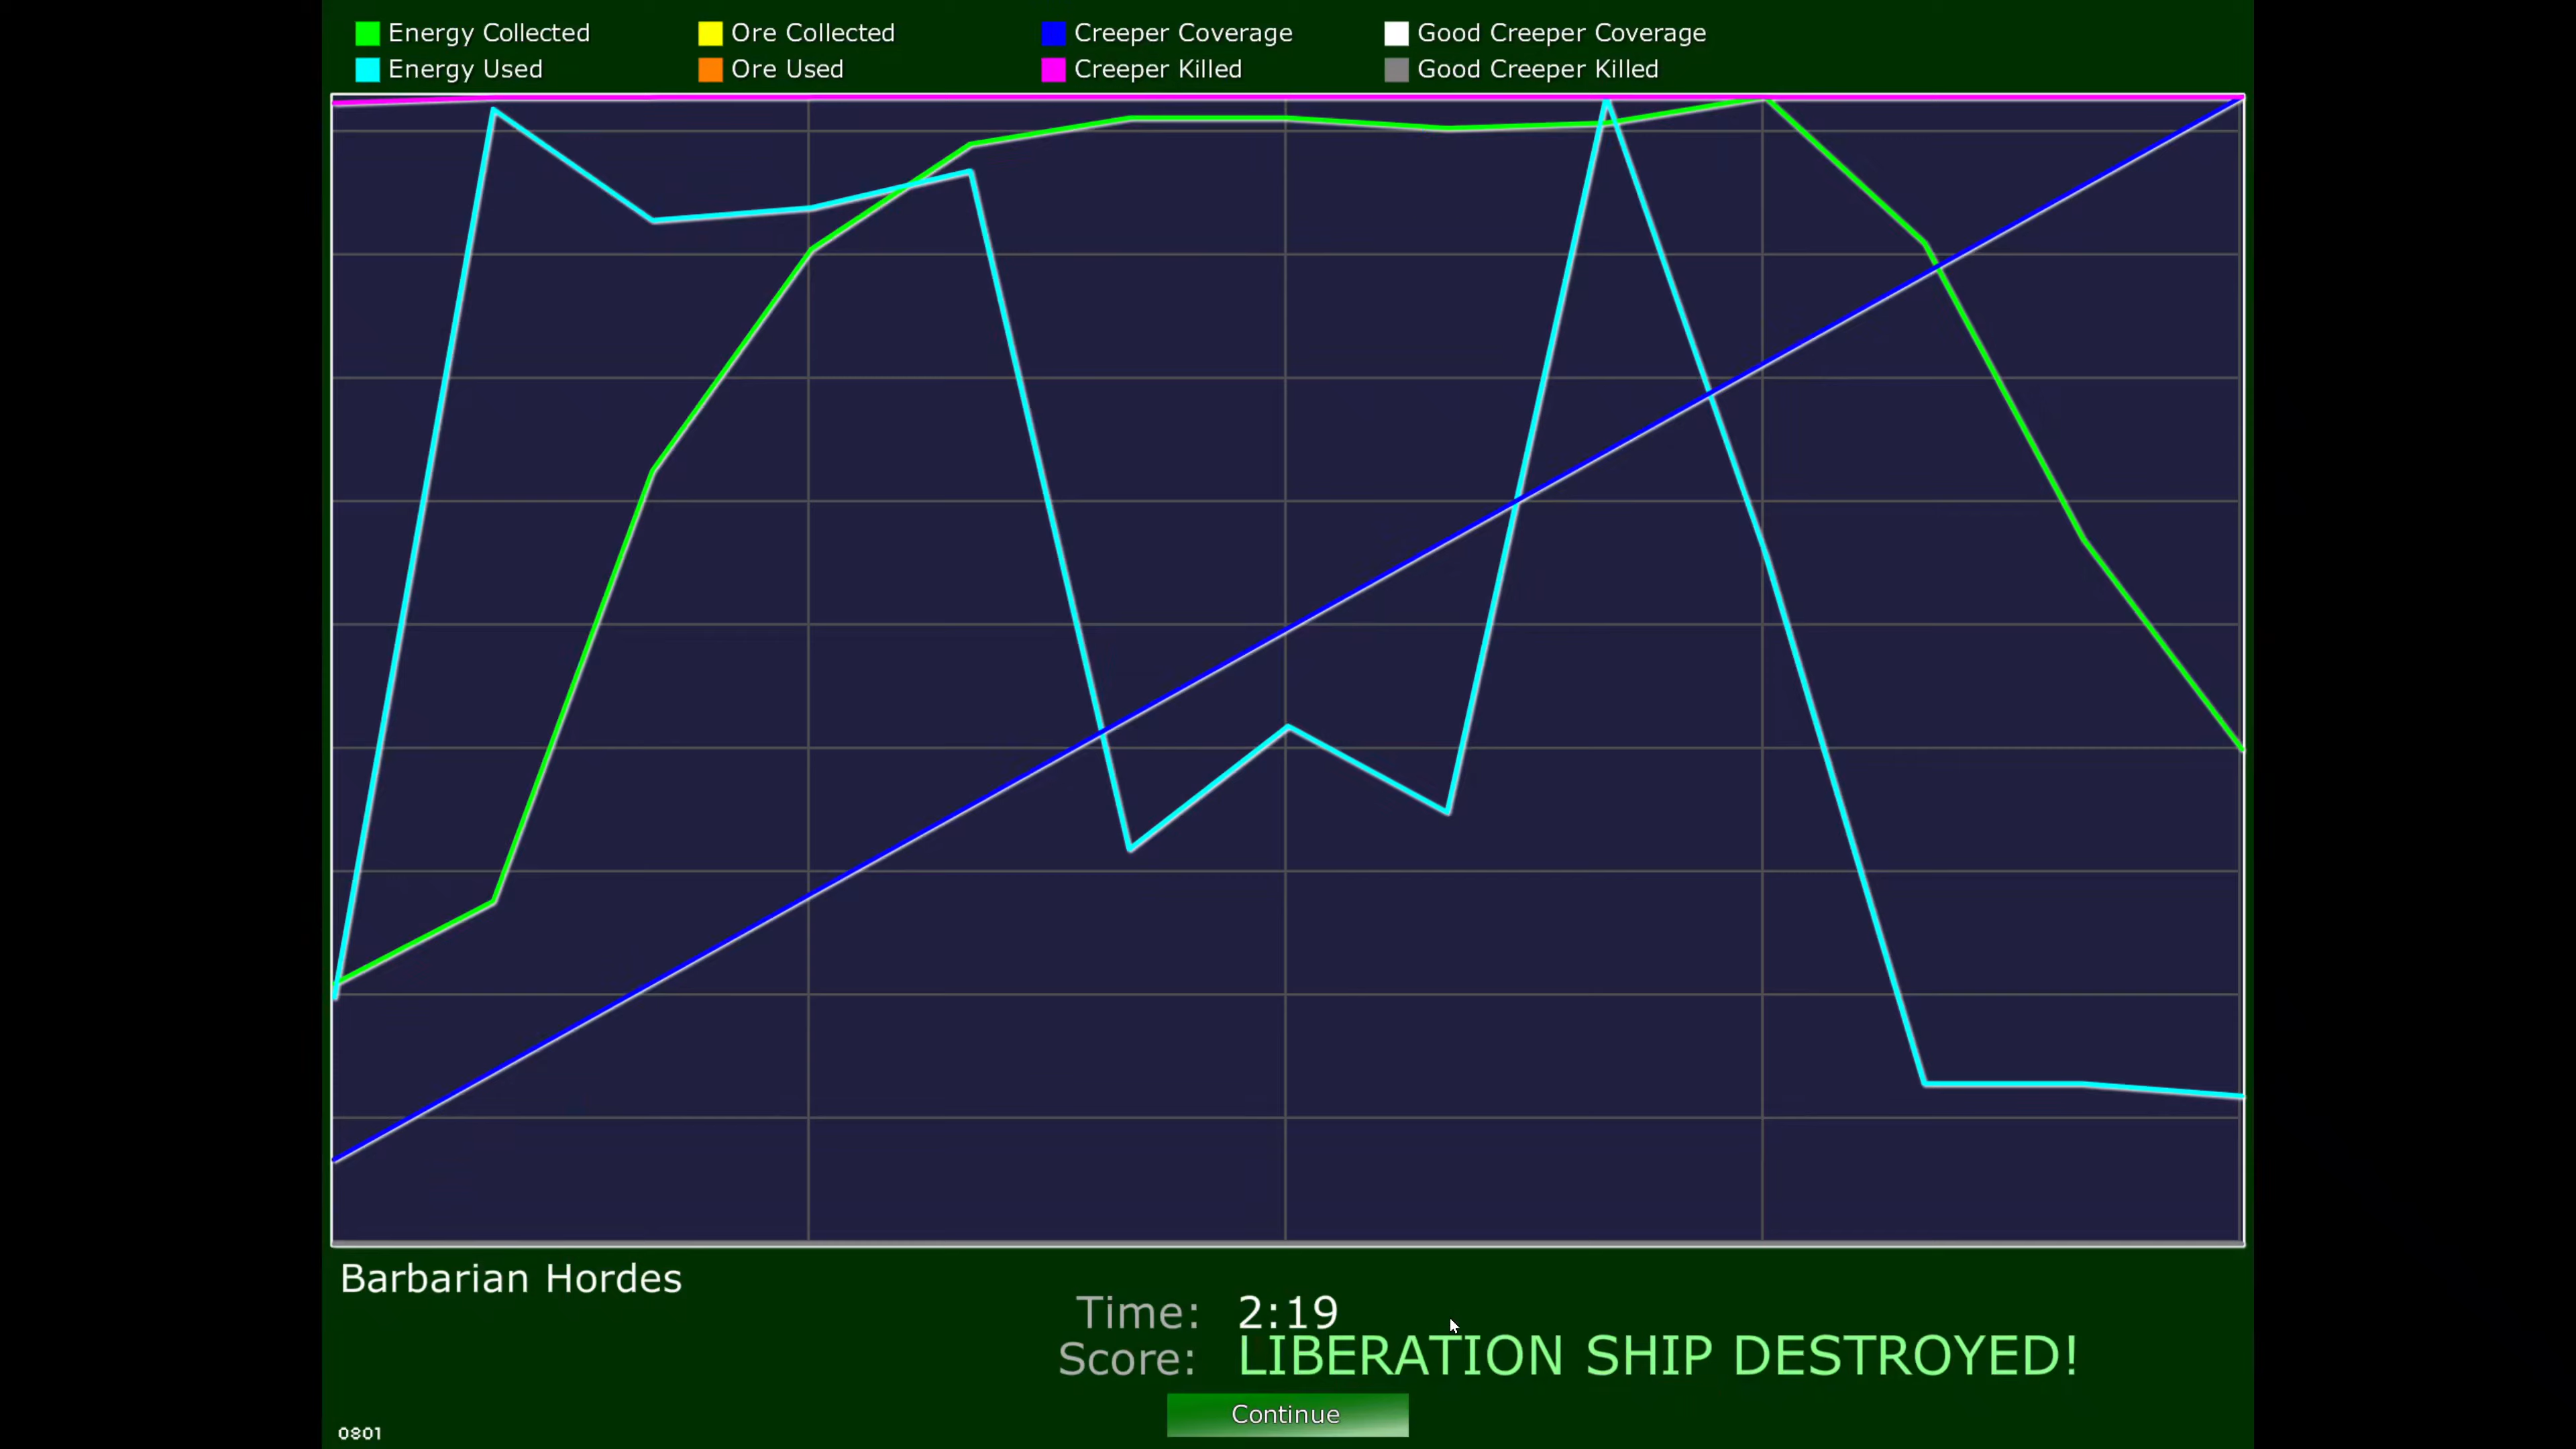 Energy Collected
Ore Collected
Creeper Coverage
Good Creeper Coverage
Energy Used
Ore Used
Creeper Killed
Good Creeper Killed
Barbarian Hordes
Time: 2:19
Score: LIBERATION SHIP DESTROYED!
Continue
0801